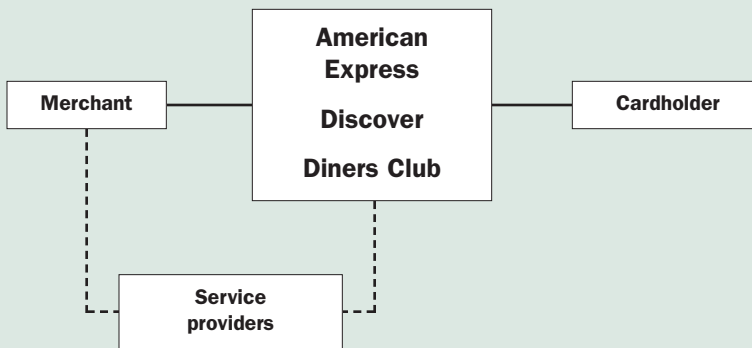 American
Express
Merchant
Discover
Cardholder
Diners Club
Service
providers